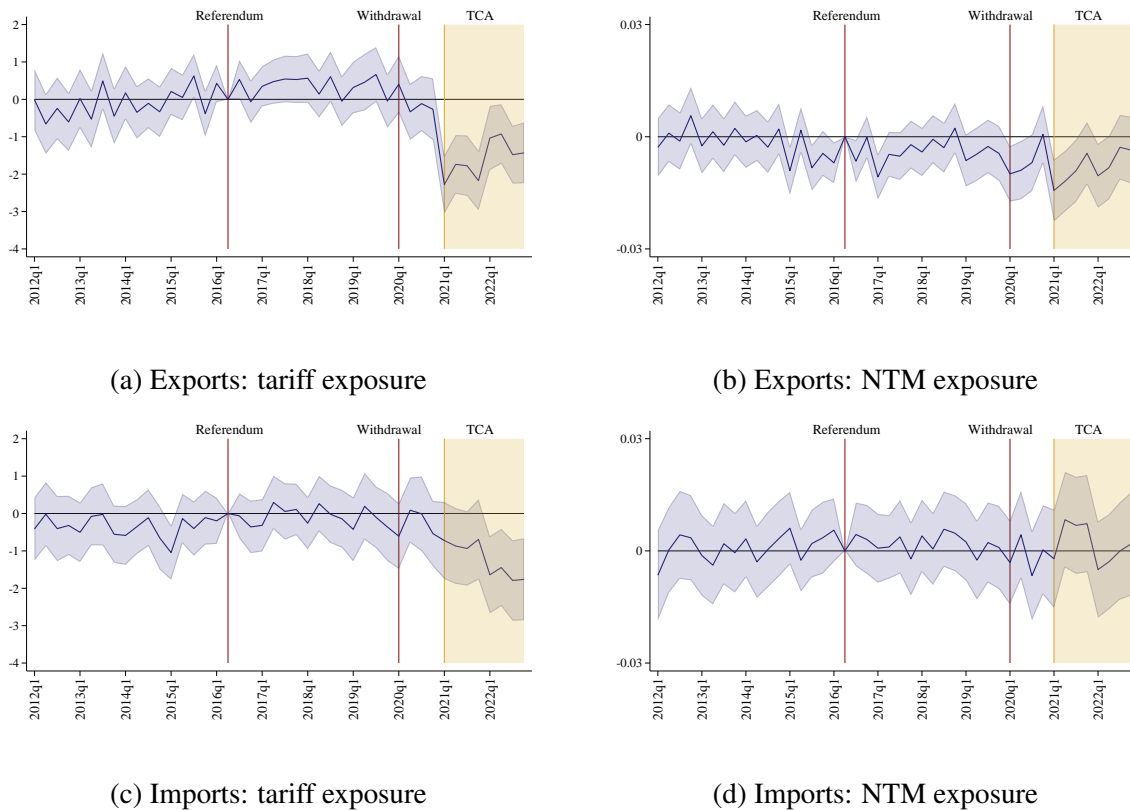 Referendum Withdrawal TCA
2
1
0
-1
-2
-3
-4
2012q1 2013q1 2014q1 2015q1 2016q1 2017q1 2018q1 2019q1 2020q1 2021q1 2022q1
(a) Exports: tariff exposure
Referendum Withdrawal TCA
0.03
0
-0.03
2012q1 2013q1 2014q1 2015q1 2016q1 2017q1 2018q1 2019q1 2020q1 2021q1 2022q1
(b) Exports: NTM exposure
Referendum Withdrawal TCA
2
1
0
-1
-2
-3
-4
2012q1 2013q1 2014q1 2015q1 2016q1 2017q1 2018q1 2019q1 2020q1 2021q1 2022q1
(c) Imports: tariff exposure
Referendum Withdrawal TCA
0.03
0
-0.03
2012q1 2013q1 2014q1 2015q1 2016q1 2017q1 2018q1 2019q1 2020q1 2021q1 2022q1
(d) Imports: NTM exposure